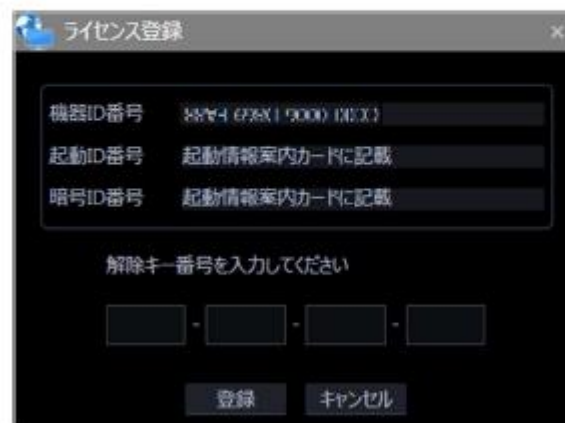 ライセンス登録
機器ID番号
起動ID番号 起動情報案内カードに記載
暗号ID番号 起動情報案内カードに記載
解除キー番号を入力してください
- - -
登録 キャンセル